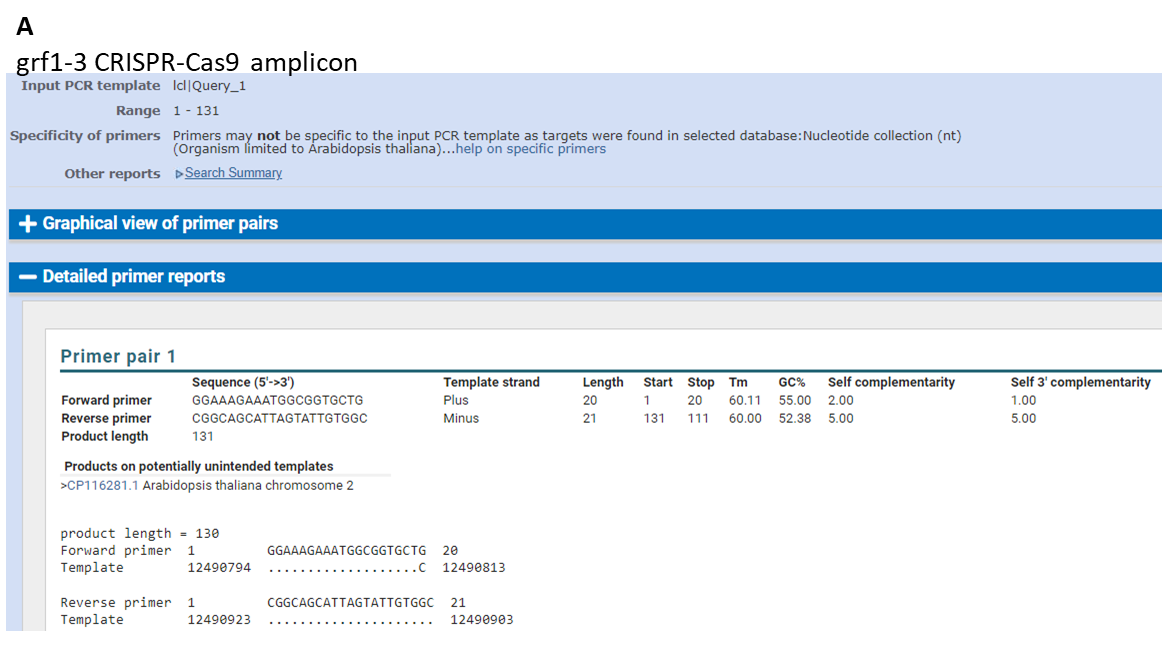 A
grf1-3 CRISPR-Cas9 amplicon
Input PCR template lcl|Query_1
Range 1 - 131
Specificity of primers Primers may not be specific to the input PCR template as targets were found in selected database:Nucleotide collection (nt)
(Organism limited to Arabidopsis thaliana)...help on specific primers
Other reports Search Summary
Graphical view of primer pairs
Detailed primer reports
Primer pair 1
Sequence (5'->3') Template strand Length Start Stop Tm GC% Self complementarity Self 3' complementarity
Forward primer GGAAAGAAATGGCGGTGCTG Plus 20 1 20 60.11 55.00 2.00 1.00
Reverse primer CGGCAGCATTAGTATTGTGGC Minus 21 131 111 60.00 52.38 5.00 5.00
Product length 131
Products on potentially unintended templates
>CP116281.1 Arabidopsis thaliana chromosome 2
product length = 130
Forward primer 1 GGAAAGAAATGGCGGTGCTG 20
Template 12490794 ...................C 12490813
Reverse primer 1 CGGCAGCATTAGTATTGTGGC 21
Template 12490923 ..................... 12490903